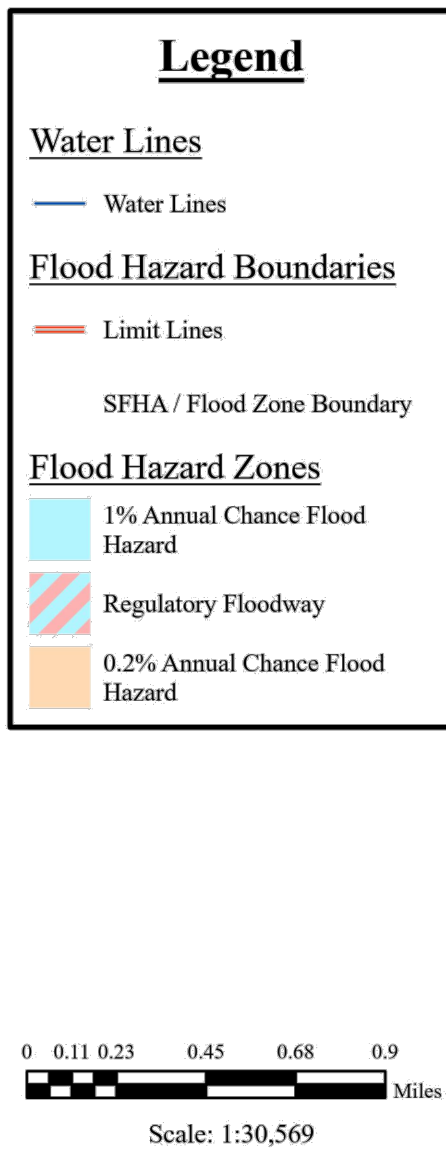 Legend
Water Lines
Water Lines
Flood Hazard Boundaries
Limit Lines
SFHA / Flood Zone Boundary
Flood Hazard Zones
1% Annual Chance Flood
Hazard
Regulatory Floodway
0.2% Annual Chance Flood
Hazard
0 0.11 0.23 0.45 0.68 0.9
Miles
Scale: 1:30,569